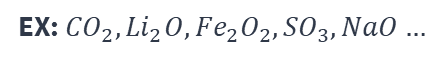 EX: CO₂, Li₂O, Fe₂O₂, SO₃, NaO ...